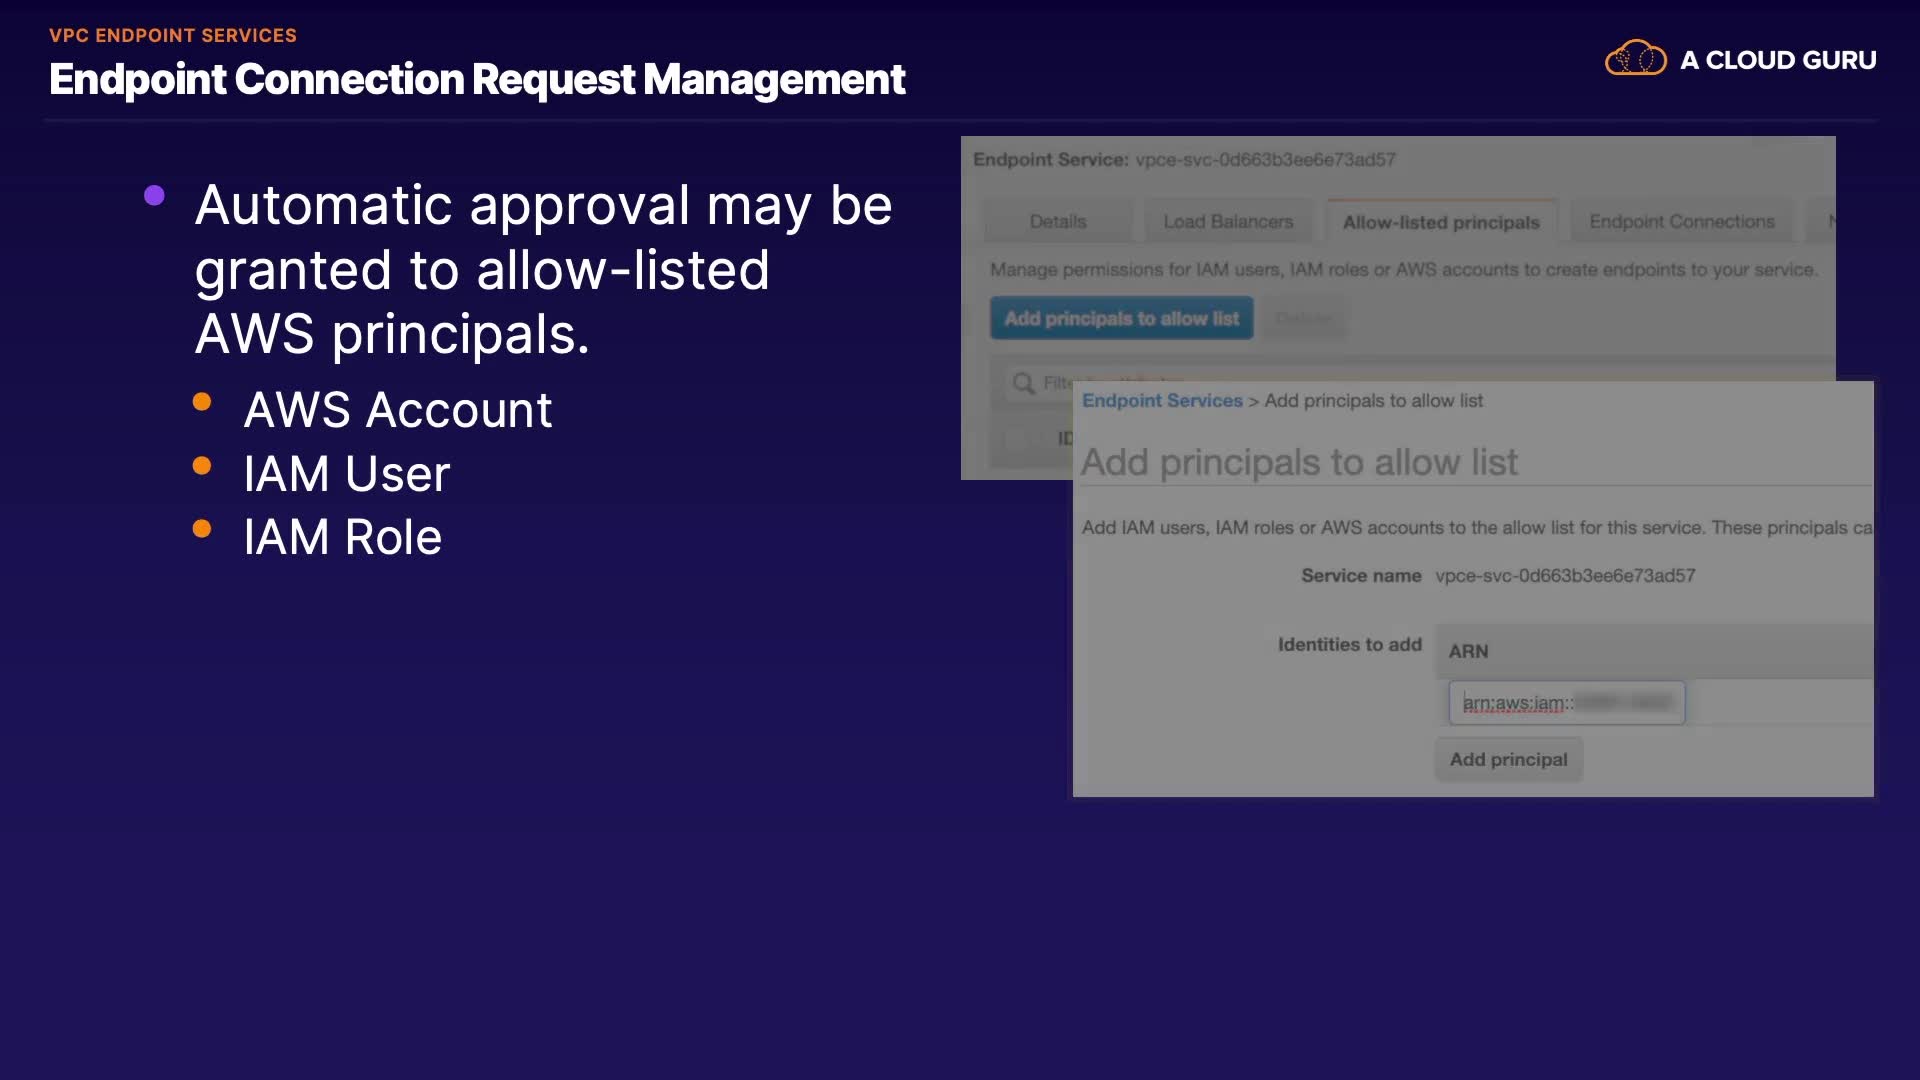 VPC ENDPOINT SERVICES
Endpoint Connection Request Management
A CLOUD GURU
Automatic approval may be
granted to allow-listed
AWS principals.
AWS Account
IAM User
IAM Role
Endpoint Service: vpce-svc-0d663b3ee6e73ad57
Details
Load Balancers
Allow-listed principals
Endpoint Connections
Manage permissions for IAM users, IAM roles or AWS accounts to create endpoints to your service.
Add principals to allow list
Delete
ID
Endpoint Services > Add principals to allow list
Add principals to allow list
Add IAM users, IAM roles or AWS accounts to the allow list for this service. These principals ca
Service name vpce-svc-0d663b3ee6e73ad57
Identities to add
ARN
arn:aws:iam::
Add principal